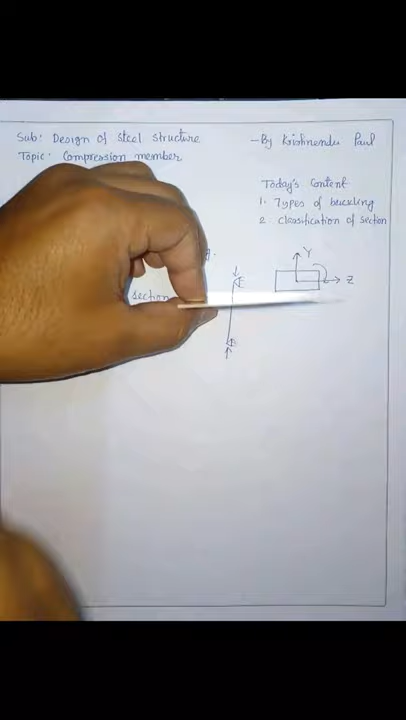 Sub: Design of steel structure
-By Krishnendu Paul
Topic: Compression member
Today's Content
1. Types of buckling
2. Classification of section
Y
Z
section